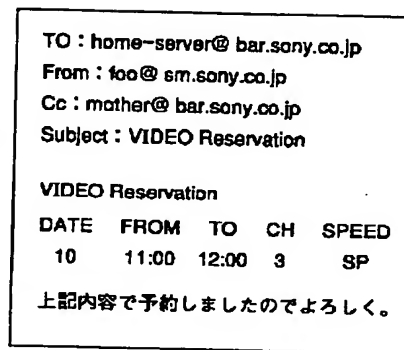 TO : home-server@ bar.sony.co.jp
From : foo@ sm.sony.co.jp
Cc : mother@ bar.sony.co.jp
Subject : VIDEO Reservation
VIDEO Reservation
DATE FROM TO CH SPEED
10 11:00 12:00 3 SP
上記内容で予約しましたのでよろしく。